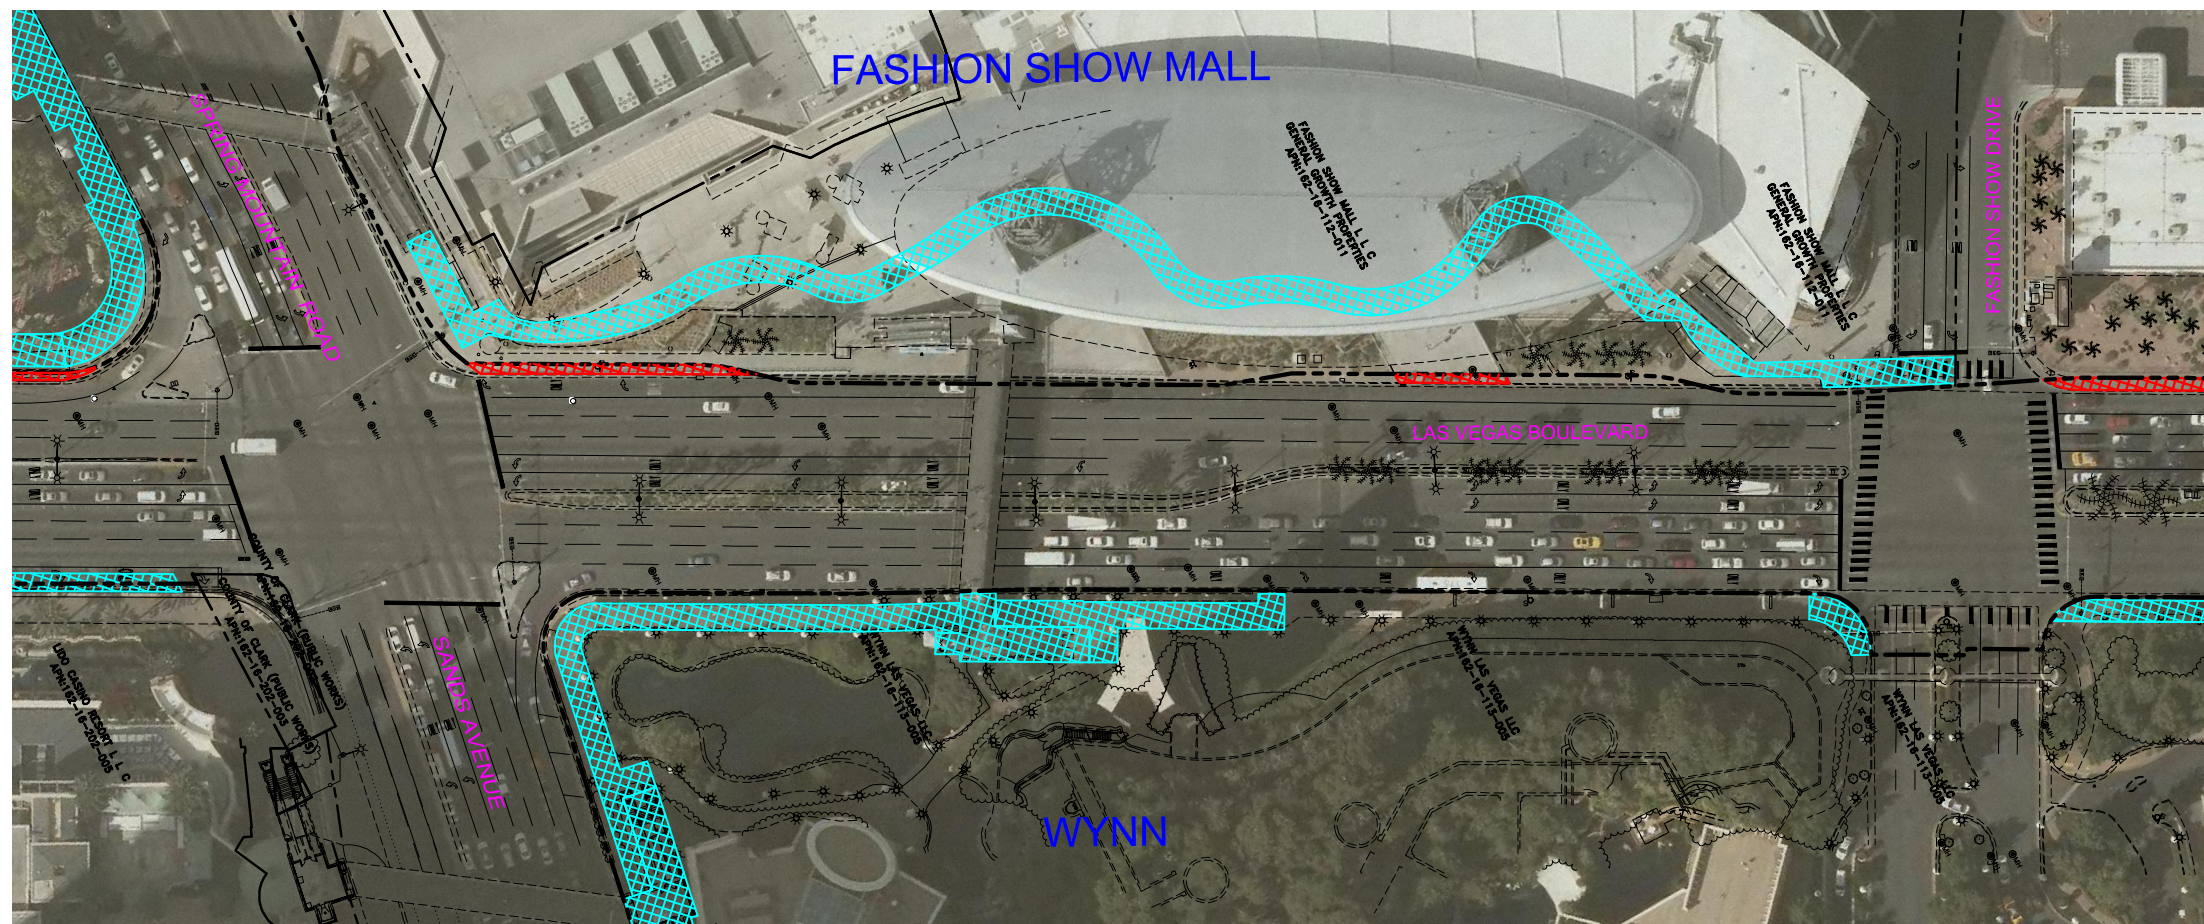 FASHION SHOW MALL
SPRING MOUNTAIN ROAD
FASHION SHOW MALL L L C
GENERAL GROWTH PROPERTIES
APN:162-16-112-011
FASHION SHOW MALL L L C
GENERAL GROWTH PROPERTIES
APN:162-16-112-011
FASHION SHOW DRIVE
LAS VEGAS BOULEVARD
COUNTY OF CLARK (PUBLIC WORKS)
COUNTY OF CLARK (PUBLIC WORKS)
APN:162-16-202-003
LIDO CASINO RESORT L L C
APN:162-16-202-005
SANDS AVENUE
WYNN LAS VEGAS LLC
APN:162-16-113-005
WYNN LAS VEGAS LLC
APN:162-16-113-005
WYNN LAS VEGAS LLC
APN:162-16-113-005
WYNN